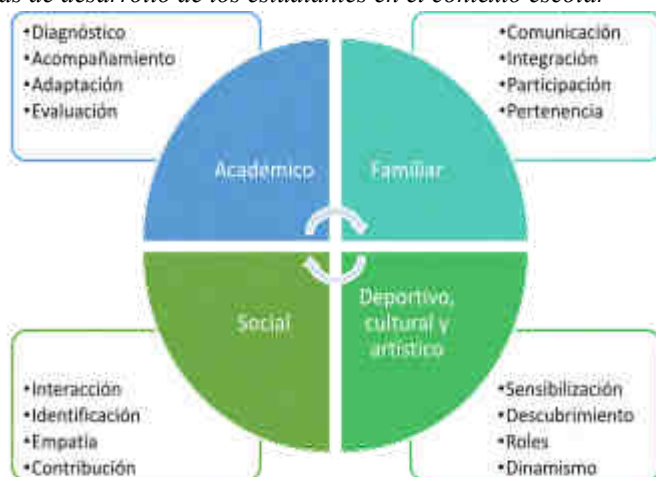 as de desarrollo de los estudiantes en el contexto escolar
•Diagnóstico
•Acompañamiento
•Adaptación
•Evaluación
•Comunicación
•Integración
•Participación
•Pertenencia
Académico
Familiar
Social
Deportivo,
cultural y
artístico
•Interacción
•Identificación
•Empatía
•Contribución
•Sensibilización
•Descubrimiento
•Roles
•Dinamismo